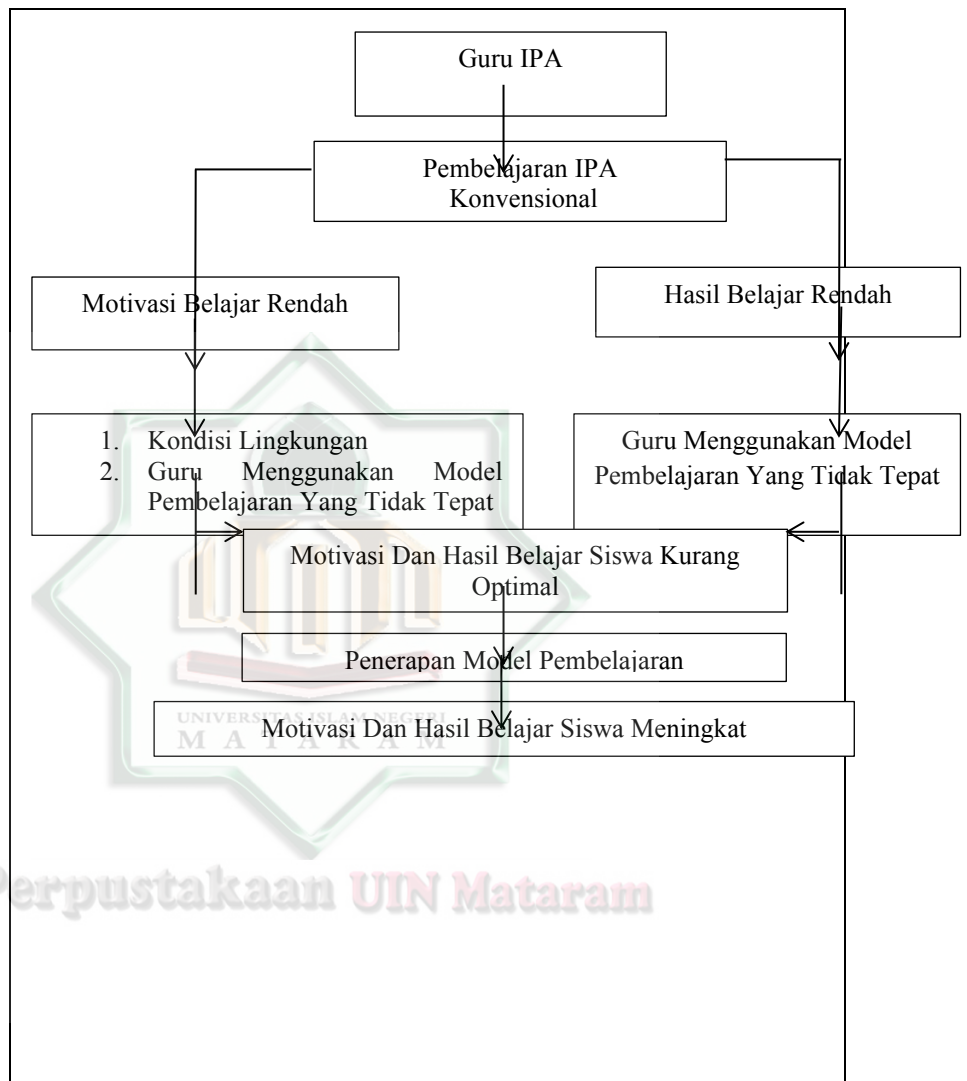 Guru IPA
Pembelajaran IPA
Konvensional
Motivasi Belajar Rendah
Hasil Belajar Rendah
1. Kondisi Lingkungan
2. Guru Menggunakan Model
Pembelajaran Yang Tidak Tepat
Guru Menggunakan Model
Pembelajaran Yang Tidak Tepat
Motivasi Dan Hasil Belajar Siswa Kurang
Optimal
Penerapan Model Pembelajaran
UNIVERSITAS ISLAM NEGERI
MATARAM
Motivasi Dan Hasil Belajar Siswa Meningkat
Perpustakaan UIN Mataram